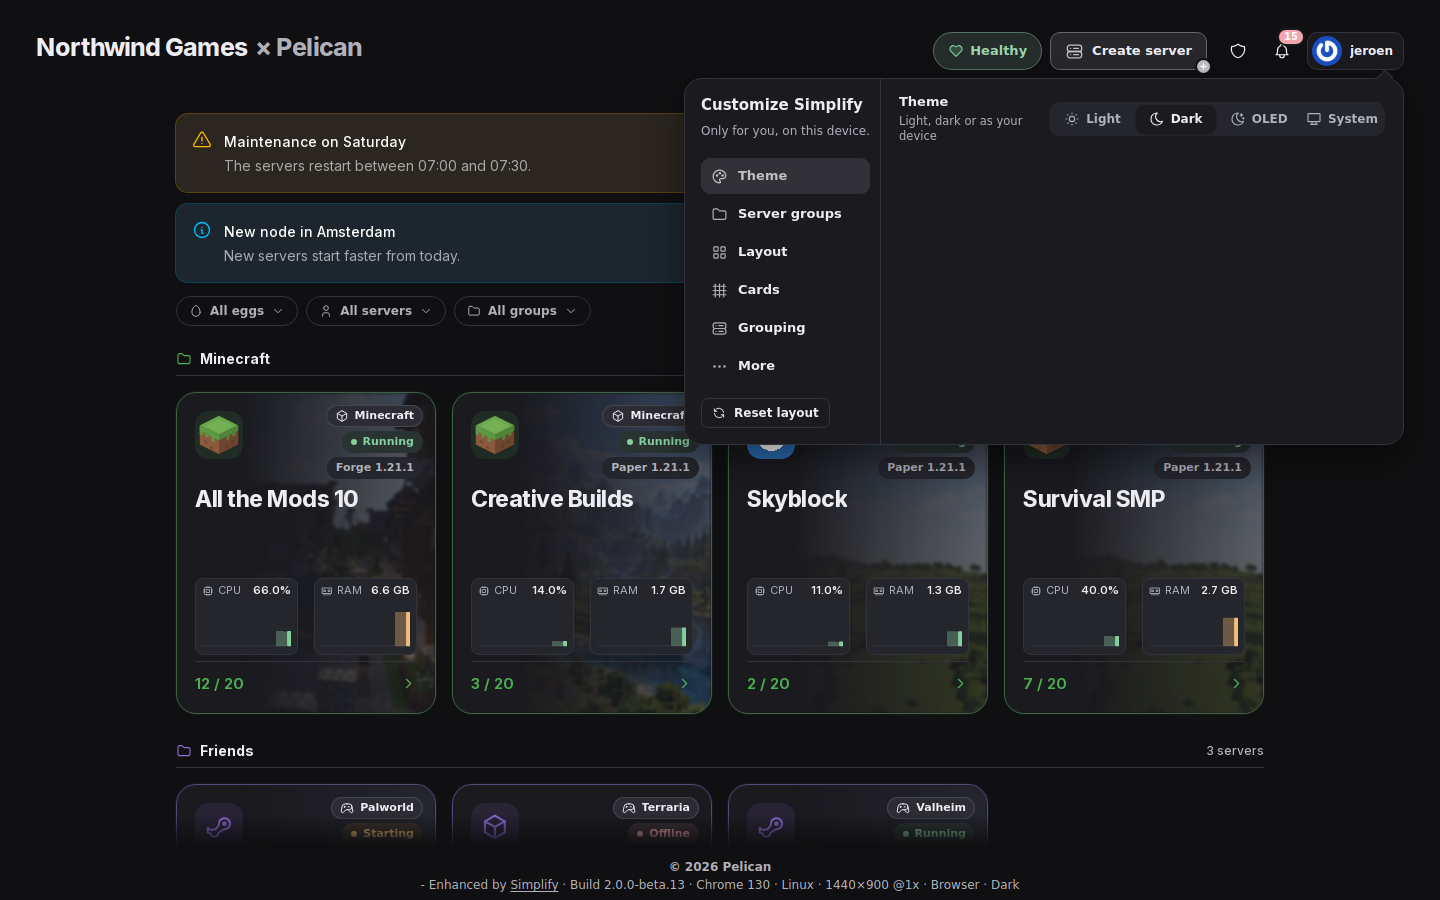 Northwind Games × Pelican
Healthy
Create server
15
jeroen
Maintenance on Saturday
The servers restart between 07:00 and 07:30.
New node in Amsterdam
New servers start faster from today.
Customize Simplify
Only for you, on this device.
Theme
Server groups
Layout
Cards
Grouping
More
Reset layout
Theme
Light, dark or as your
device
Light
Dark
OLED
System
All eggs
All servers
All groups
Minecraft
Minecraft
Running
Forge 1.21.1
All the Mods 10
CPU 66.0%
RAM 6.6 GB
12 / 20
Minecraf
Running
Paper 1.21.1
Creative Builds
CPU 14.0%
RAM 1.7 GB
3 / 20
Paper 1.21.1
Skyblock
CPU 11.0%
RAM 1.3 GB
2 / 20
Paper 1.21.1
Survival SMP
CPU 40.0%
RAM 2.7 GB
7 / 20
Friends
3 servers
Palworld
Starting
Terraria
Offline
Valheim
Running
© 2026 Pelican
- Enhanced by Simplify · Build 2.0.0-beta.13 · Chrome 130 · Linux · 1440×900 @1x · Browser · Dark